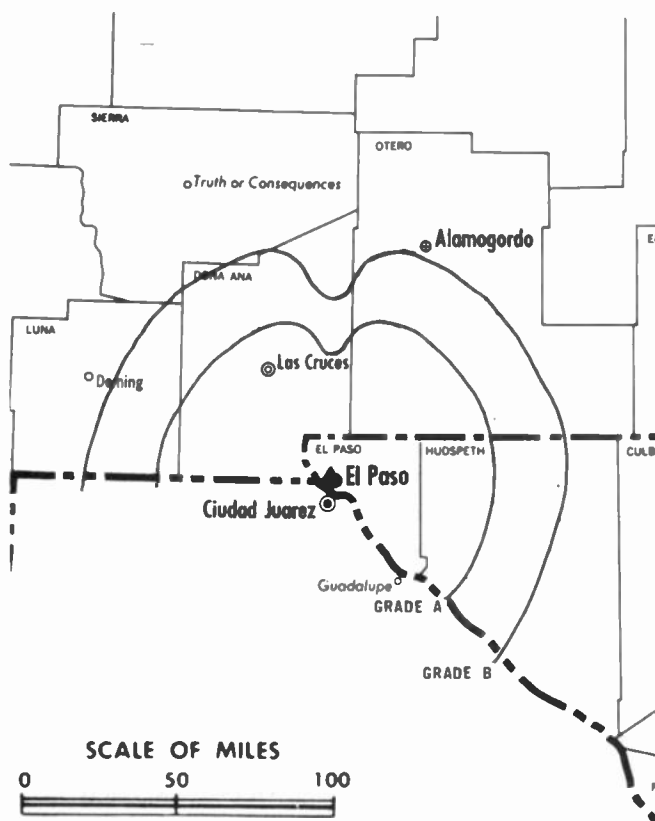 SIERRA
OTERO
Truth or Consequences
Alamogordo
DONA ANA
LUNA
Las Cruces
Deming
EL PASO
HUDSPETH
CULB
El Paso
Ciudad Juarez
Guadalupe
GRADE A
GRADE B
SCALE OF MILES
0 50 100